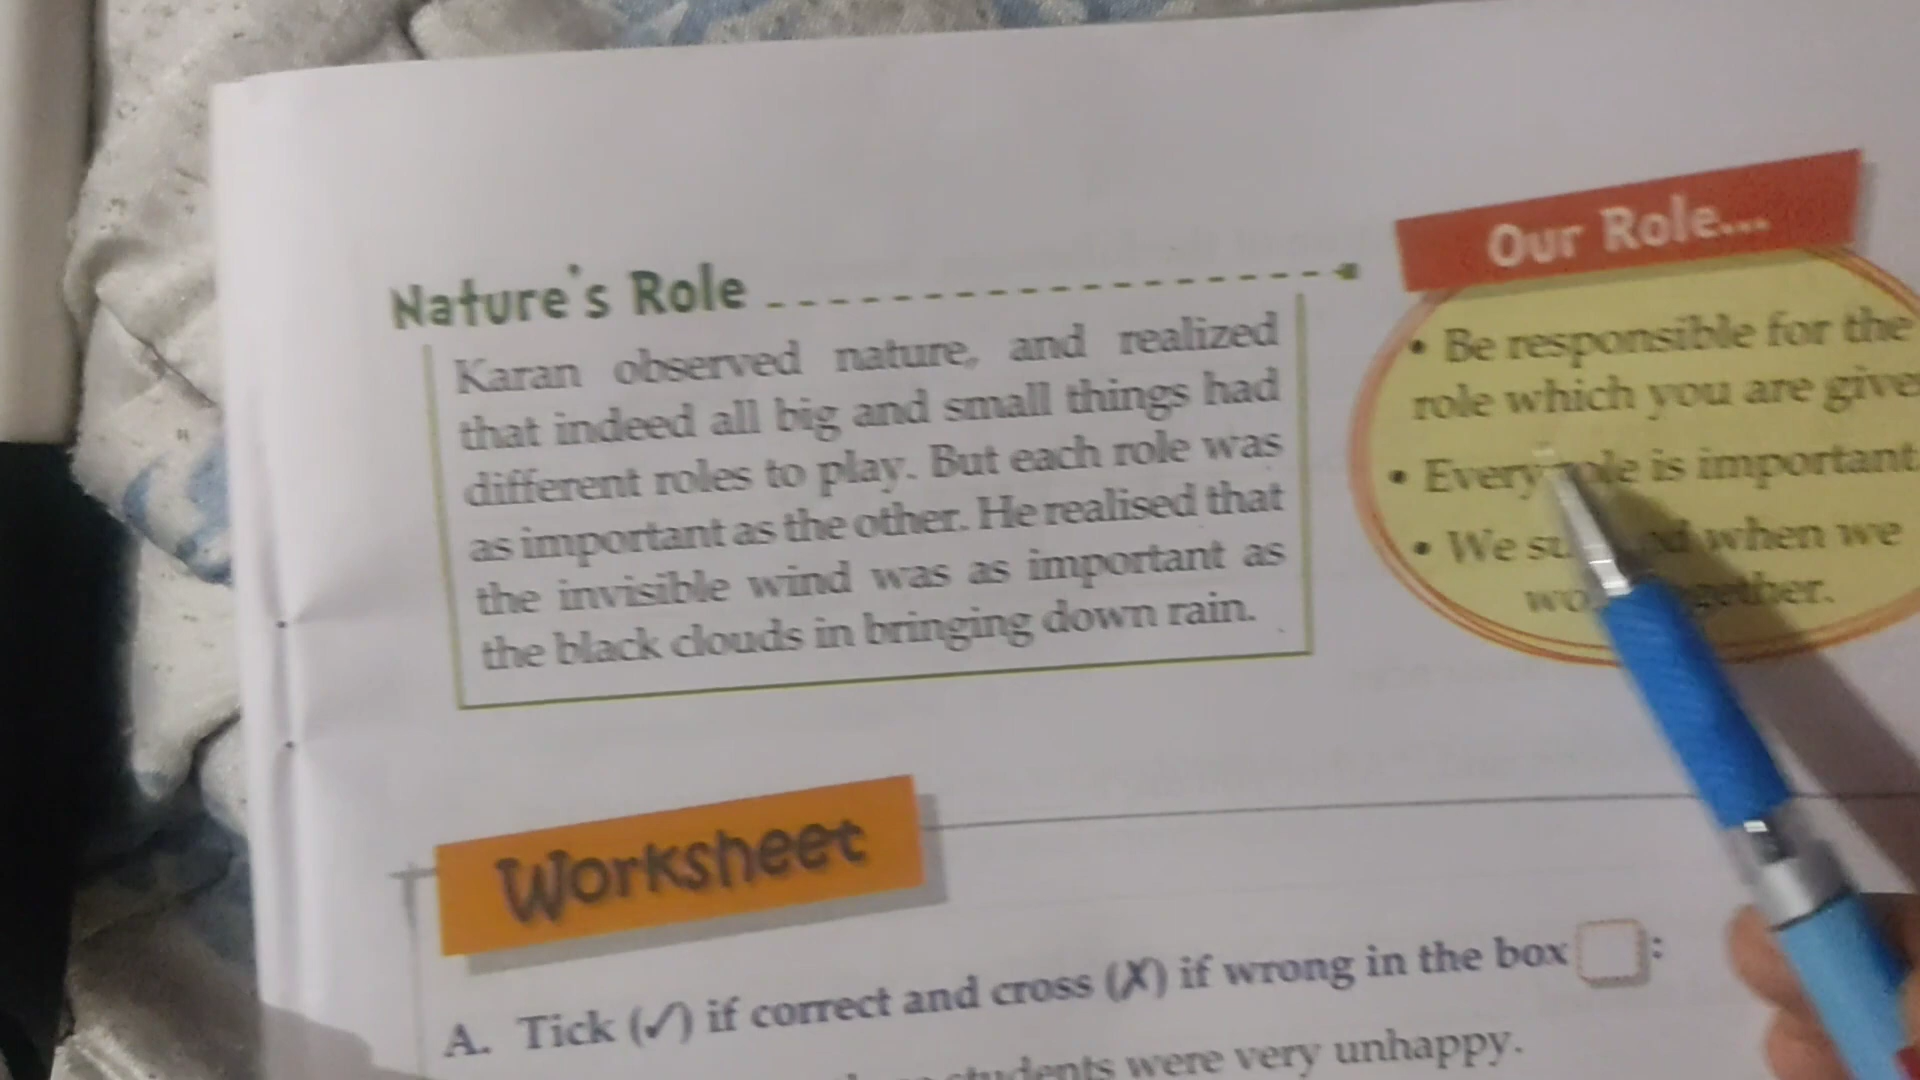 Nature's Role
Karan observed nature, and realized
that indeed all big and small things had
different roles to play. But each role was
as important as the other. He realised that
the invisible wind was as important as
the black clouds in bringing down rain.
Our Role...
• Be responsible for the
role which you are
• Every role is important
• We when we
Worksheet
A. Tick (✓) if correct and cross (✗) if wrong in the box :
students were very unhappy.